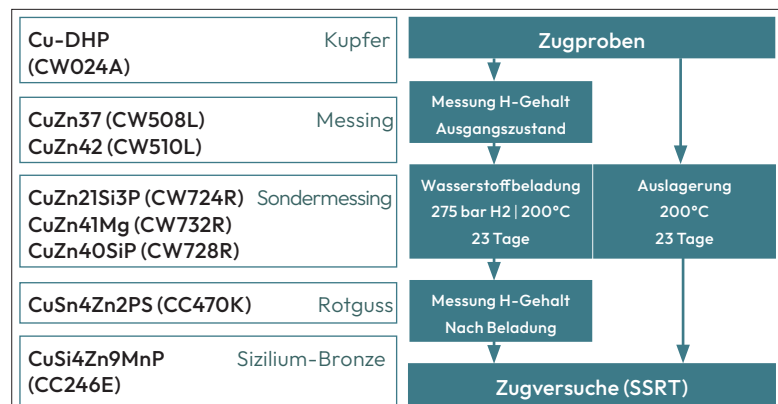 Cu-DHP Kupfer
(CW024A)
CuZn37 (CW508L) Messing
CuZn42 (CW510L)
CuZn21Si3P (CW724R) Sondermessing
CuZn41Mg (CW732R)
CuZn40SiP (CW728R)
CuSn4Zn2PS (CC470K) Rotguss
CuSi4Zn9MnP Sizilium-Bronze
(CC246E)
Zugproben
Messung H-Gehalt
Ausgangszustand
Wasserstoffbeladung
275 bar H2 | 200°C
23 Tage
Auslagerung
200°C
23 Tage
Messung H-Gehalt
Nach Beladung
Zugversuche (SSRT)